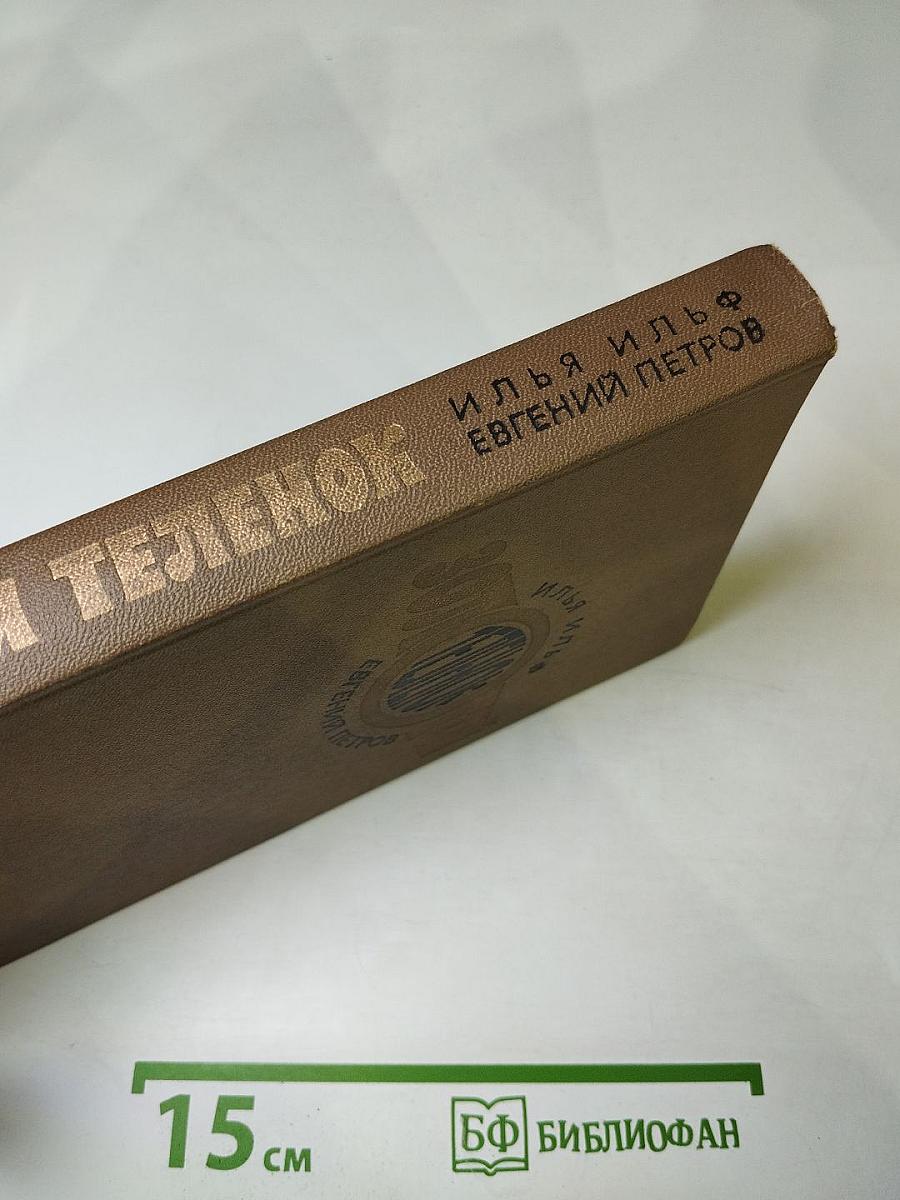 ИЛЬЯ ИЛЬФ
ЕВГЕНИЙ ПЕТРОВ
Й ТЕЛЕНОК
ИЛЬЯ ИЛЬФ
ЕВГЕНИЙ ПЕТРОВ
15 см
БФ БИБЛИОФАН